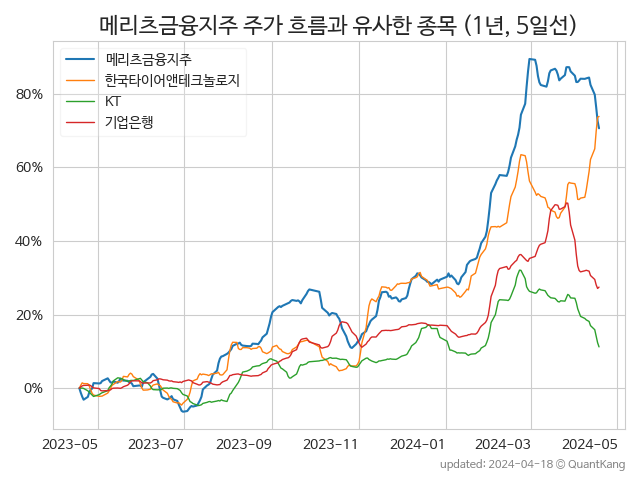 메리츠금융지주 주가 흐름과 유사한 종목 (1년, 5일선)
메리츠금융지주
한국타이어앤테크놀로지
KT
기업은행
80%
60%
40%
20%
0%
2023-05 2023-07 2023-09 2023-11 2024-01 2024-03 2024-05
updated: 2024-04-18 © QuantKang